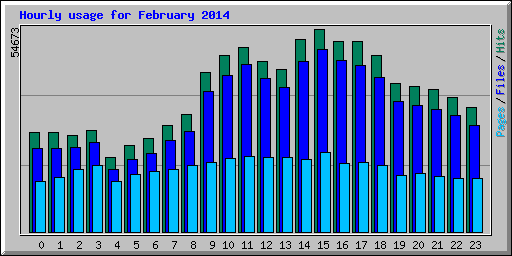 Hourly usage for February 2014
54673
Pages / Files / Hits
0 1 2 3 4 5 6 7 8 9 10 11 12 13 14 15 16 17 18 19 20 21 22 23